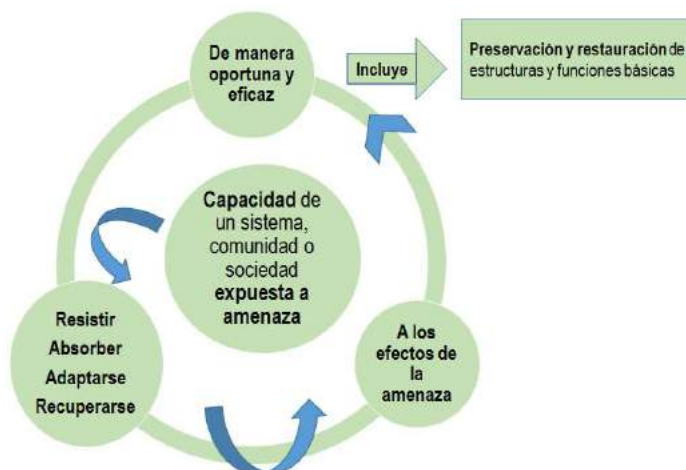 De manera
oportuna y
eficaz
Incluye
Preservación y restauración de
estructuras y funciones básicas
Capacidad de
un sistema,
comunidad o
sociedad
expuesta a
amenaza
Resistir
Absorber
Adaptarse
Recuperarse
A los
efectos de
la
amenaza